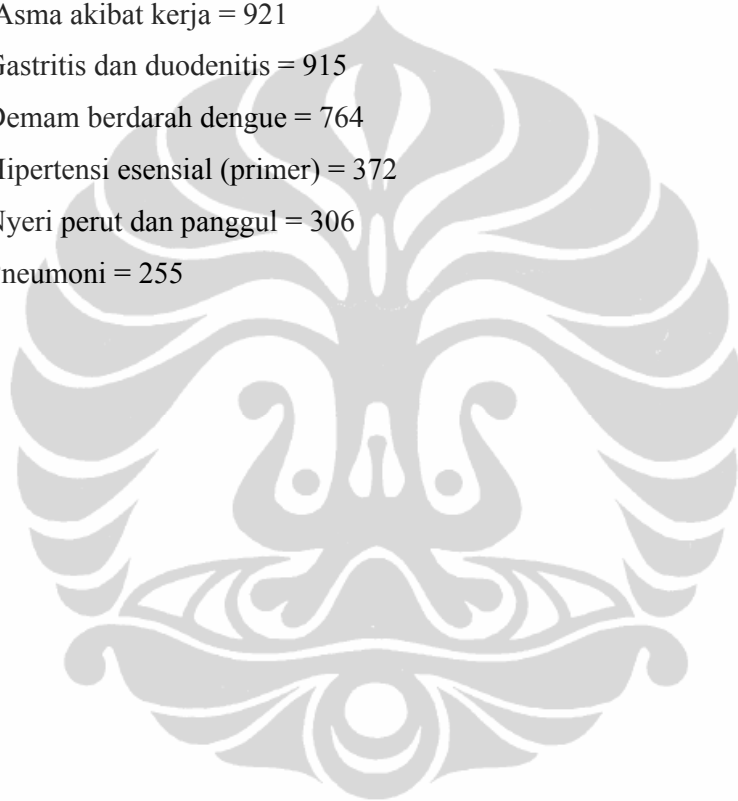 Asma akibat kerja = 921
Gastritis dan duodenitis = 915
Demam berdarah dengue = 764
Hipertensi esensial (primer) = 372
Nyeri perut dan panggul = 306
neumoni = 255